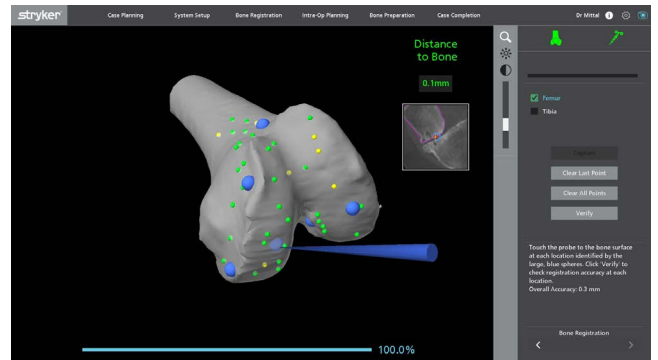 stryker
Case Planning
System Setup
Bone Registration
Intra-Op Planning
Bone Preparation
Case Completion
Dr Mittal
Distance
to Bone
0.1mm
Femur
Tibia
Capture
Clear Last Point
Clear All Points
Verify
Touch the probe to the bone surface
at each location identified by the
large, blue spheres. Click 'Verify' to
check registration accuracy at each
location.
Overall Accuracy: 0.3 mm
Bone Registration
100.0%